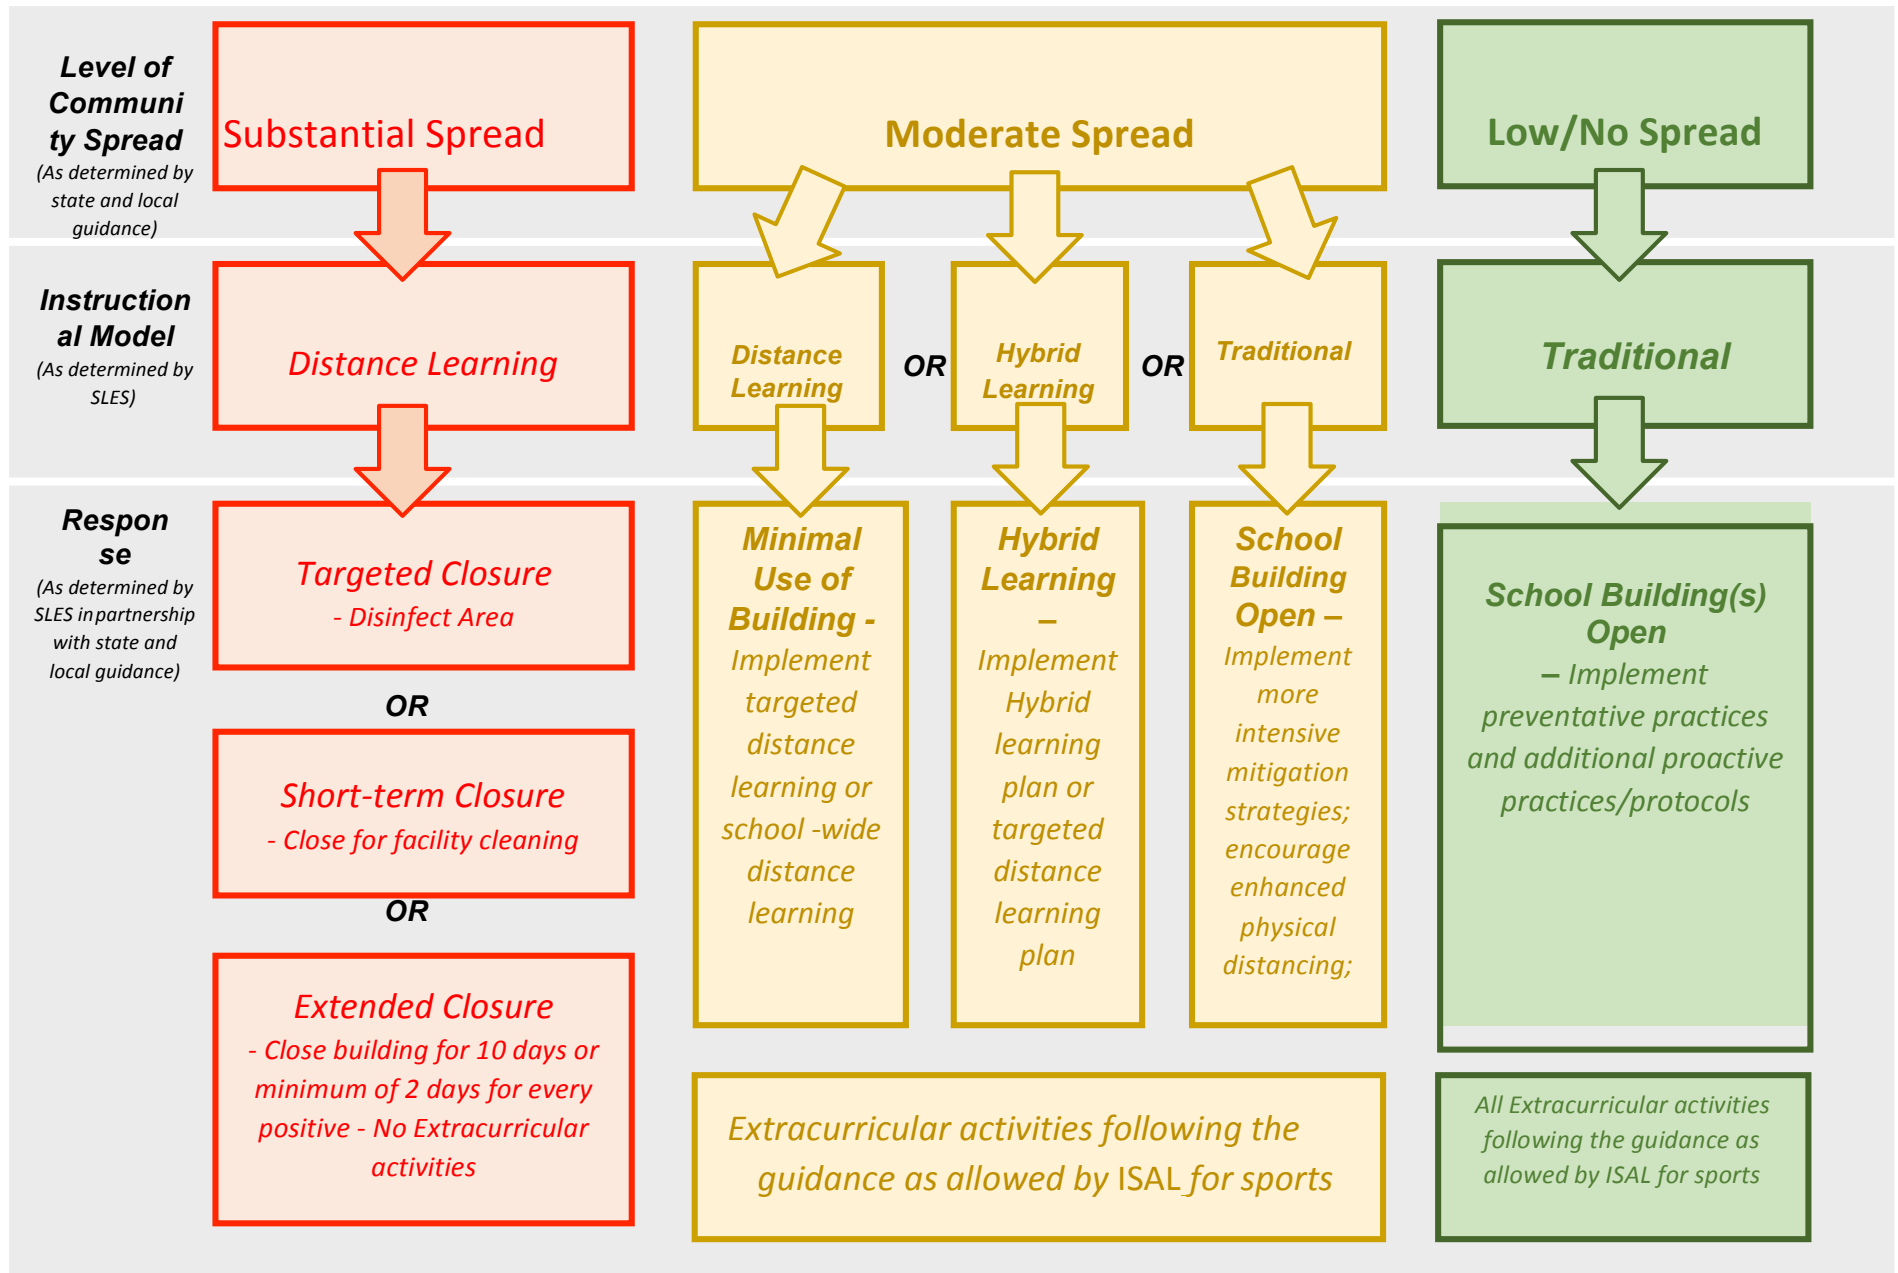 Level of
Communi
ty Spread
(As determined by
state and local
guidance)
Substantial Spread
Moderate Spread
Low/No Spread
Instruction
al Model
(As determined by
SLES)
Distance Learning
Distance
Learning
OR
Hybrid
Learning
OR
Traditional
Traditional
Respon
se
(As determined by
SLES in partnership
with state and
local guidance)
Targeted Closure
- Disinfect Area
OR
Short-term Closure
- Close for facility cleaning
OR
Extended Closure
- Close building for 10 days or
minimum of 2 days for every
positive - No Extracurricular
activities
Minimal
Use of
Building -
Implement
targeted
distance
learning or
school -wide
distance
learning
Hybrid
Learning
–
Implement
Hybrid
learning
plan or
targeted
distance
learning
plan
School
Building
Open –
Implement
more
intensive
mitigation
strategies;
encourage
enhanced
physical
distancing;
Extracurricular activities following the
guidance as allowed by ISAL for sports
School Building(s)
Open
– Implement
preventative practices
and additional proactive
practices/protocols
All Extracurricular activities
following the guidance as
allowed by ISAL for sports